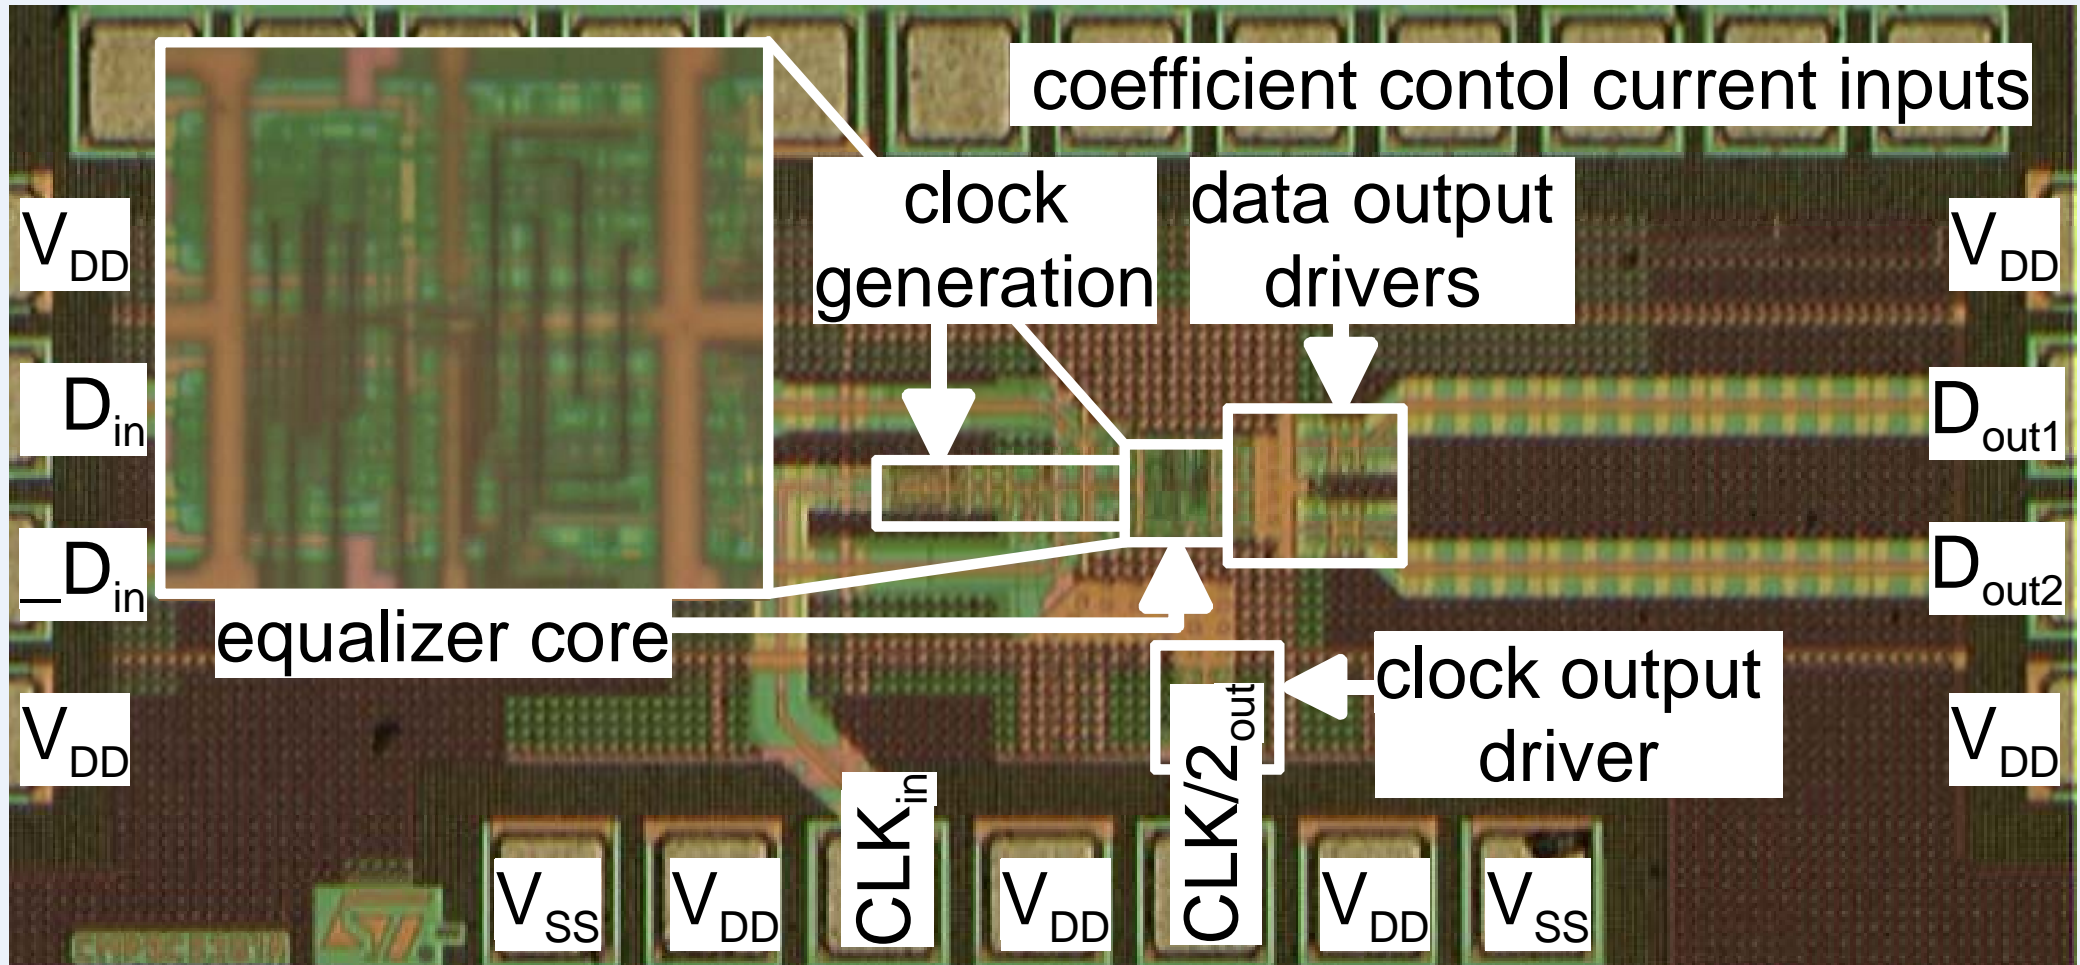 coefficient contol current inputs
clock
generation
data output
drivers
V_DD
V_DD
D_in
D_out1
_D_in
D_out2
equalizer core
clock output
driver
V_DD
V_DD
V_SS
V_DD
CLK_in
V_DD
CLK/2_out
V_DD
V_SS